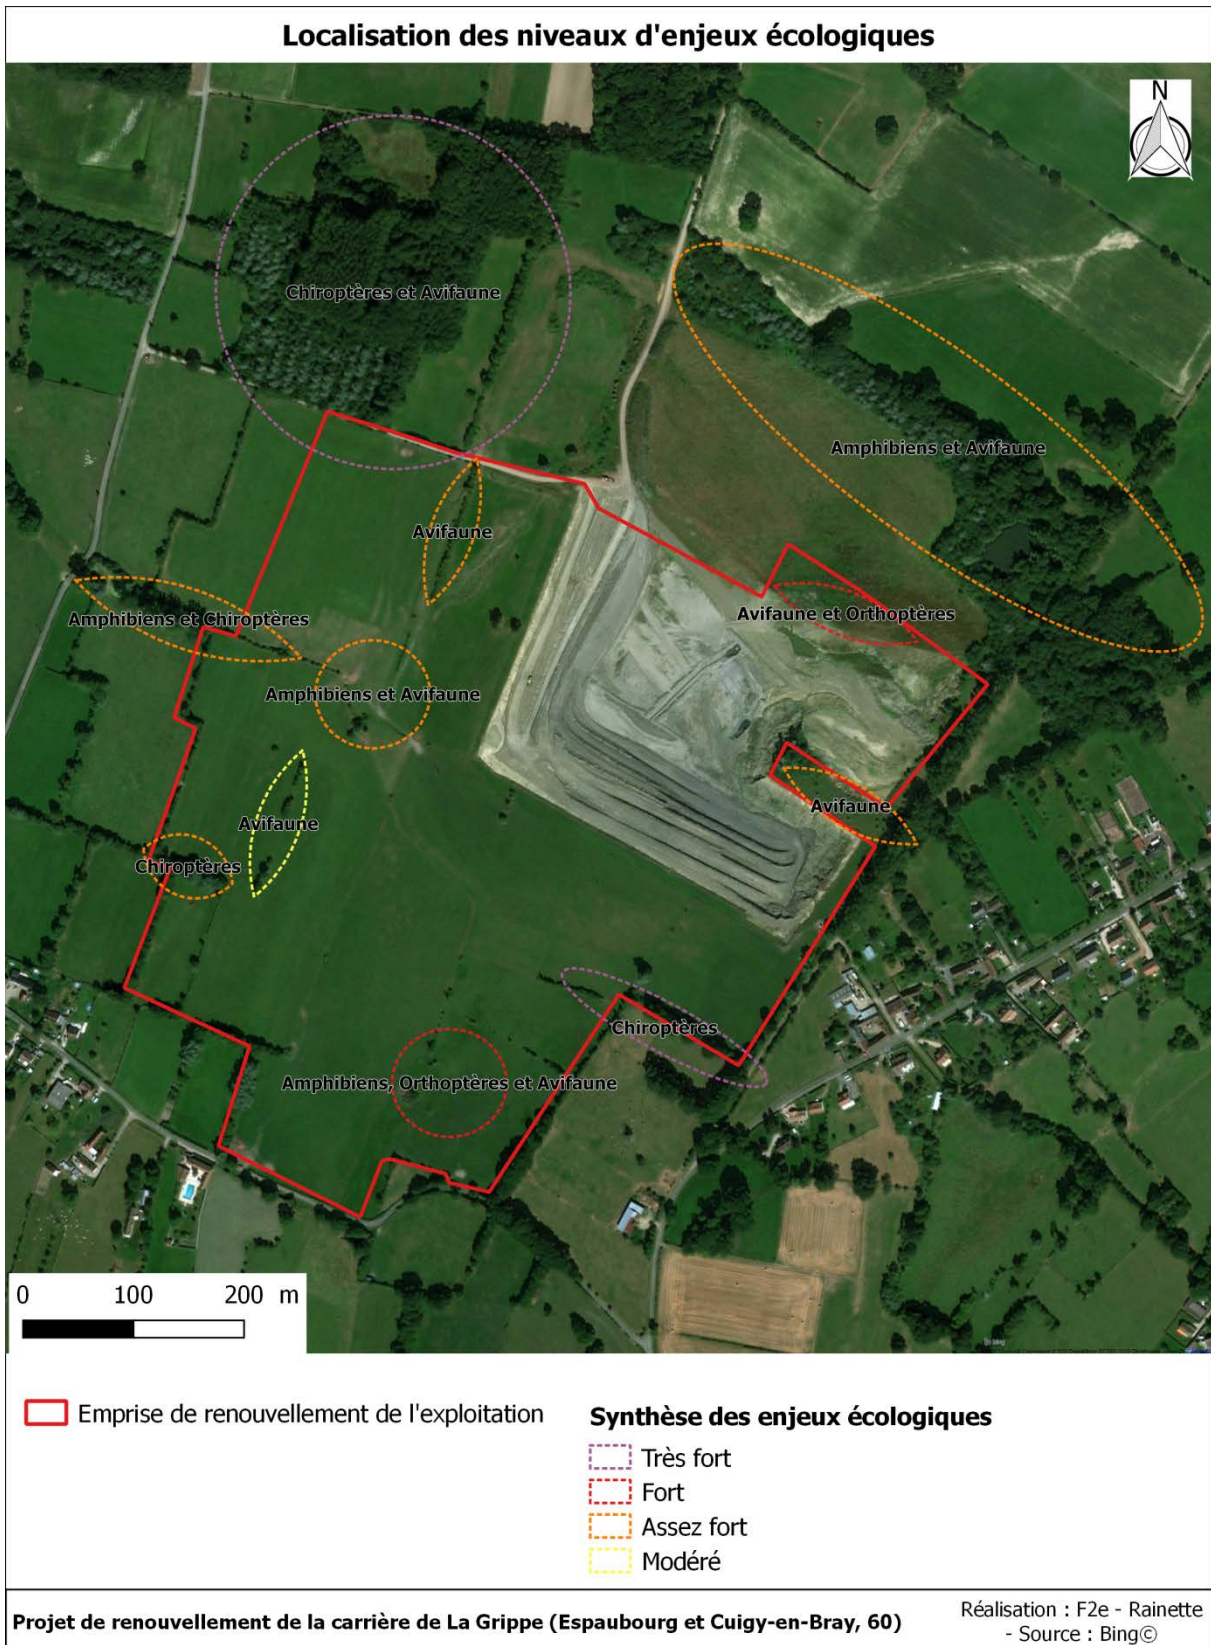 Localisation des niveaux d'enjeux écologiques
N
Chiroptères et Avifaune
Amphibiens et Avifaune
Avifaune
Avifaune et Orthoptères
Amphibiens et Chiroptères
Amphibiens et Avifaune
Avifaune
Avifaune
Chiroptères
Chiroptères
Amphibiens, Orthoptères et Avifaune
0 100 200 m
bing
Emprise de renouvellement de l'exploitation
Synthèse des enjeux écologiques
Très fort
Fort
Assez fort
Modéré
Projet de renouvellement de la carrière de La Grippe (Espaubourg et Cuigy-en-Bray, 60)
Réalisation : F2e - Rainette
- Source : Bing©